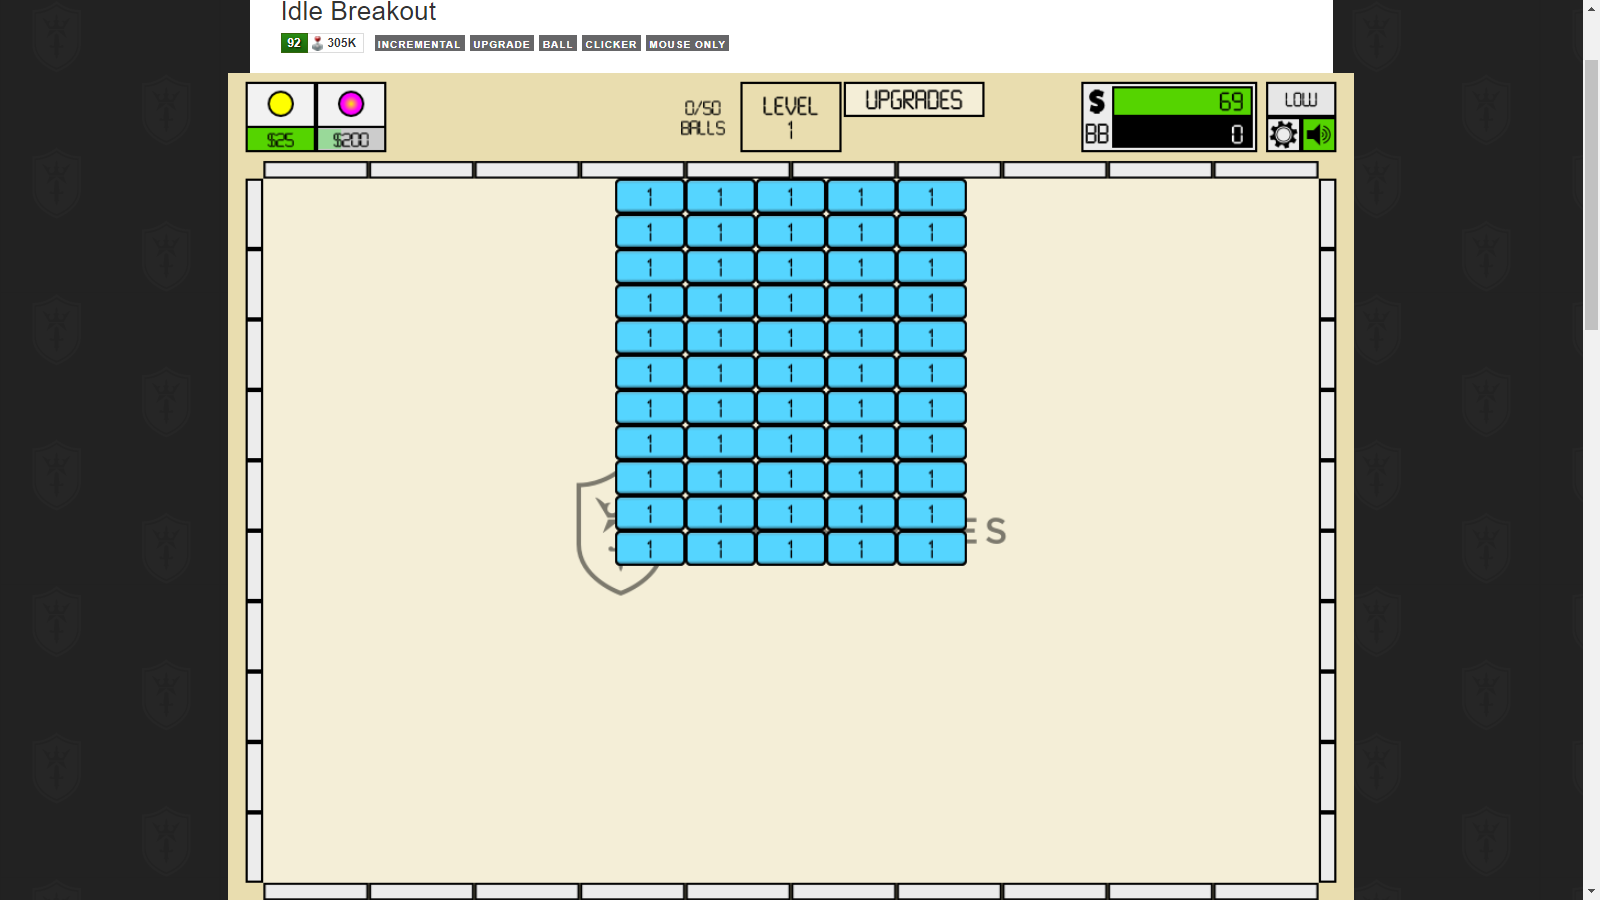 Idle Breakout
92 305K INCREMENTAL UPGRADE BALL CLICKER MOUSE ONLY
$25 $200
0/50
BALLS
LEVEL
1
UPGRADES
$ 69
BB 0
LOW
1 1 1 1 1
1 1 1 1 1
1 1 1 1 1
1 1 1 1 1
1 1 1 1 1
1 1 1 1 1
1 1 1 1 1
1 1 1 1 1
1 1 1 1 1
1 1 1 1 1
1 1 1 1 1
ES